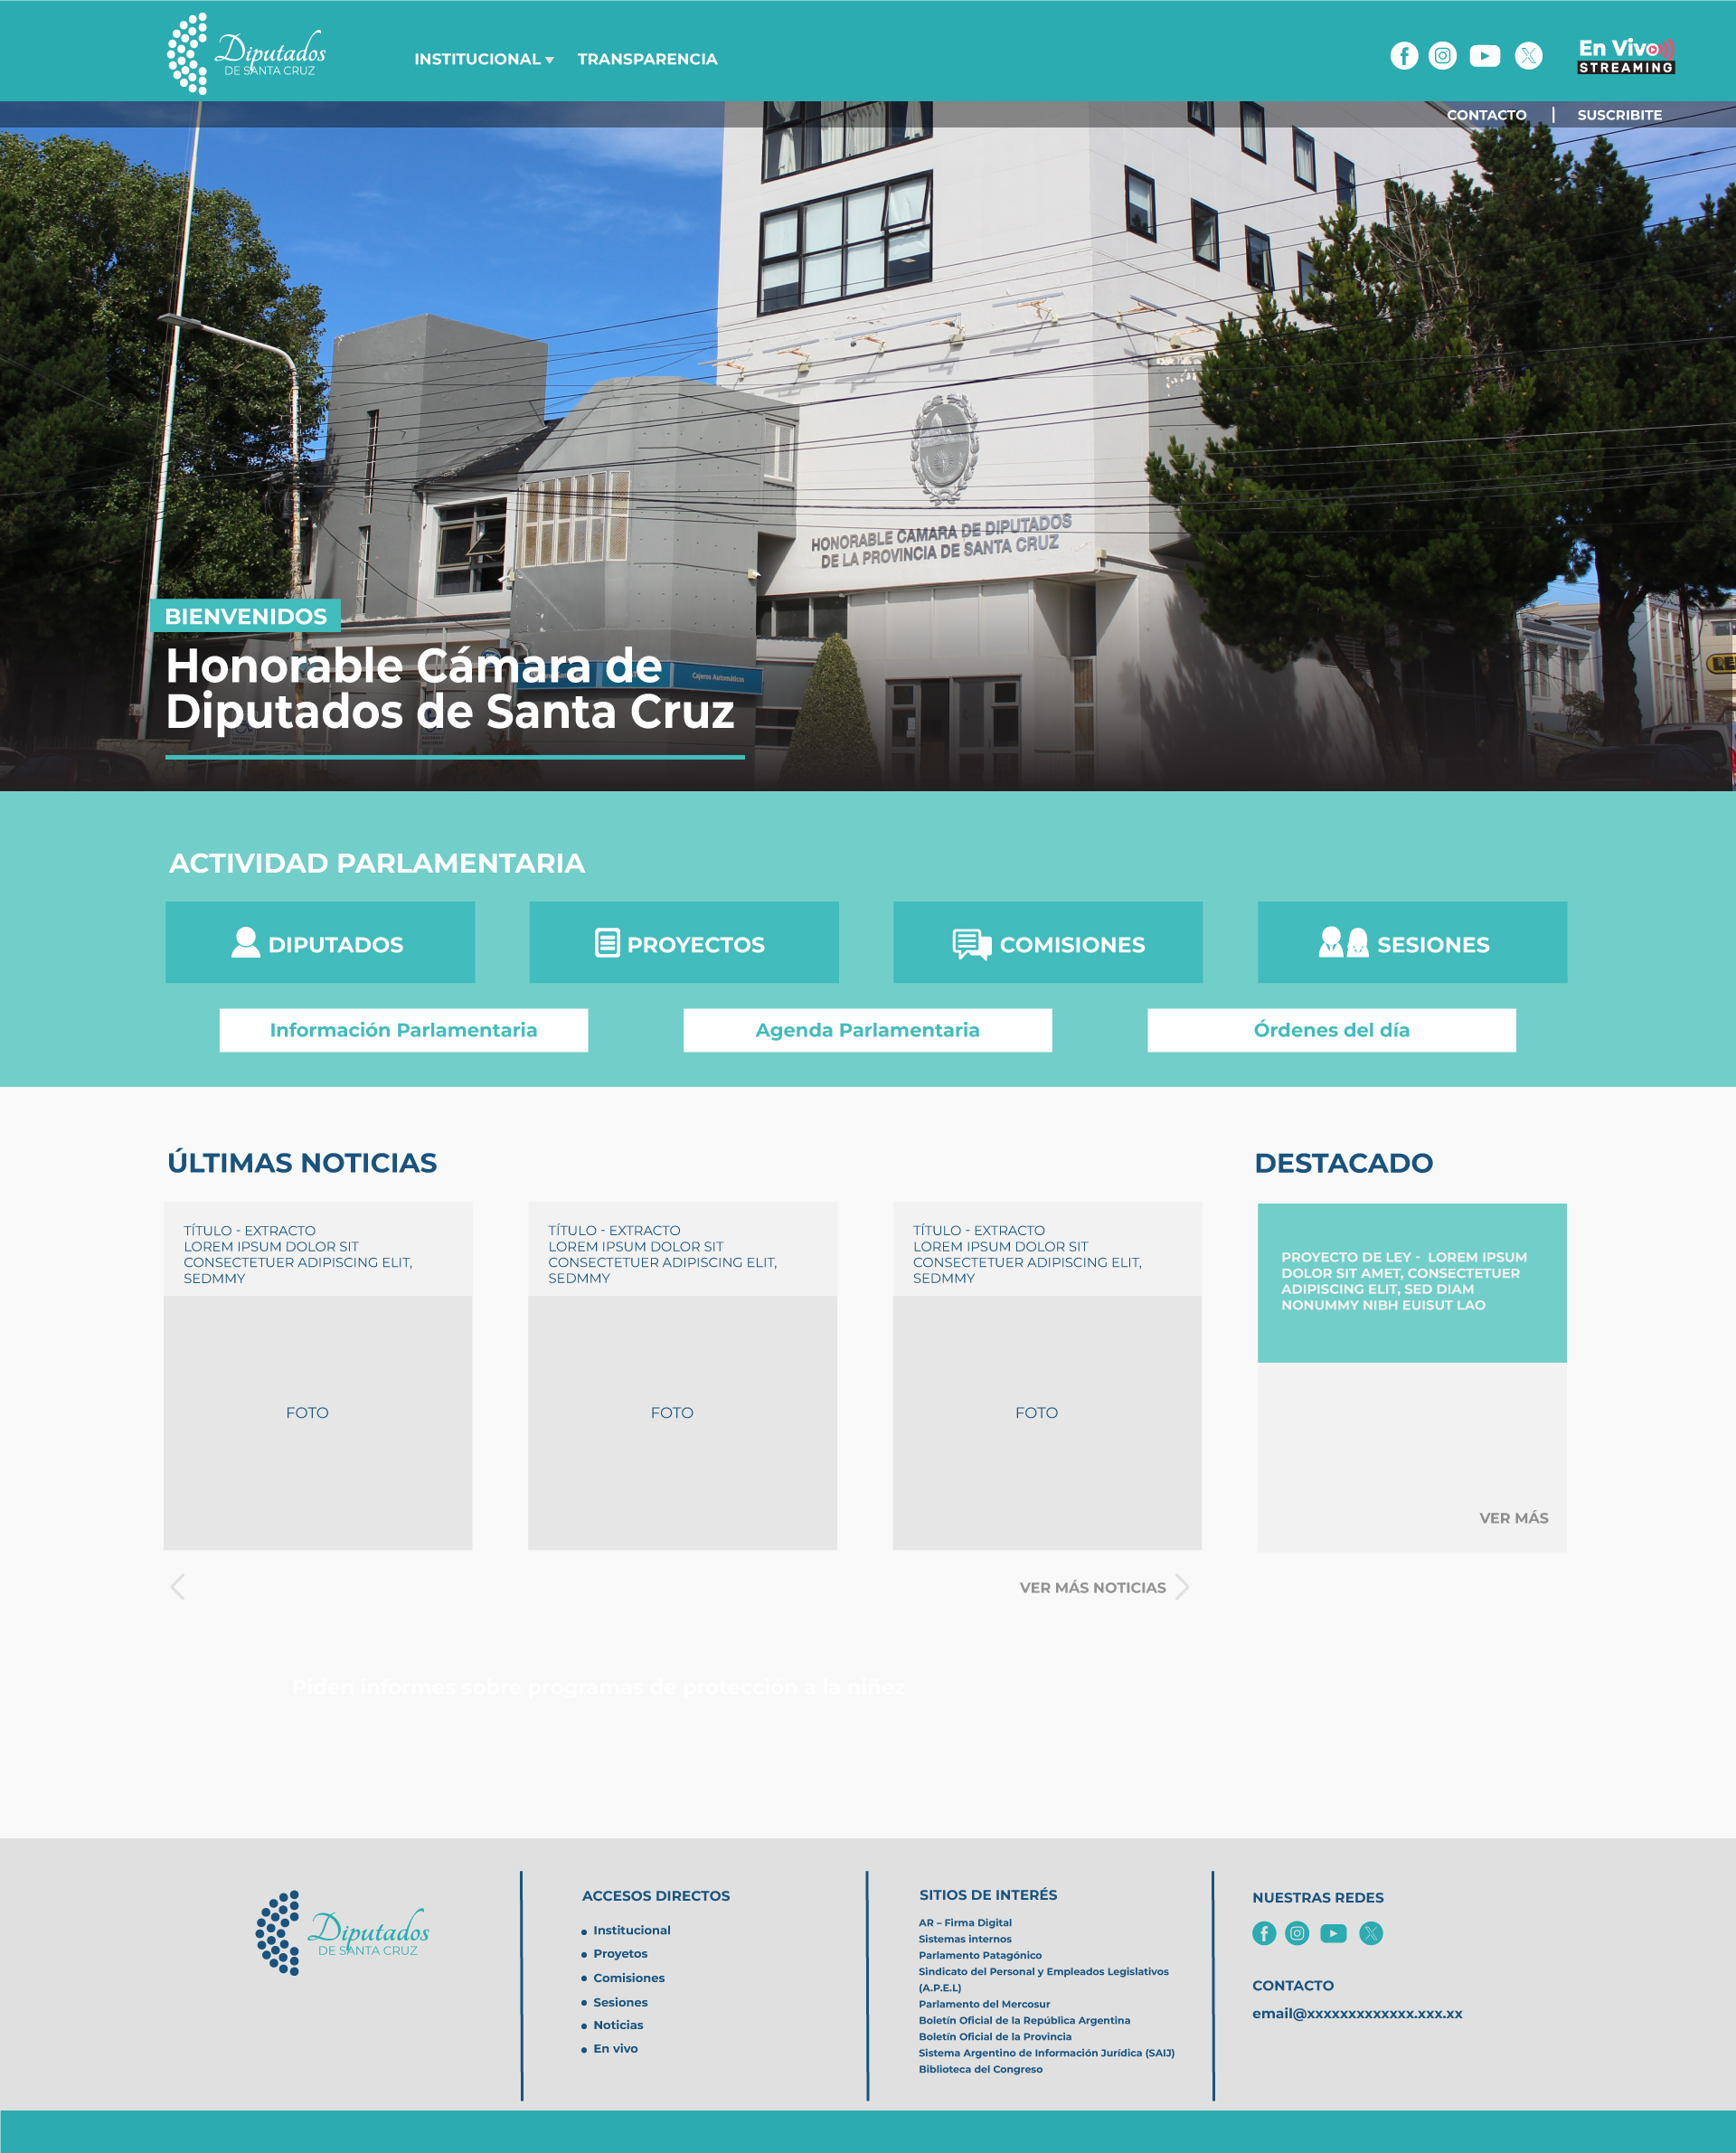 Diputados
DE SANTA CRUZ
INSTITUCIONAL
TRANSPARENCIA
En Vivo
STREAMING
CONTACTO | SUSCRIBITE
HONORABLE CAMARA DE DIPUTADOS
DE LA PROVINCIA DE SANTA CRUZ
Cajeros Automáticos
BIENVENIDOS
Honorable Cámara de
Diputados de Santa Cruz
ACTIVIDAD PARLAMENTARIA
DIPUTADOS
PROYECTOS
COMISIONES
SESIONES
Información Parlamentaria
Agenda Parlamentaria
Órdenes del día
ÚLTIMAS NOTICIAS
TÍTULO - EXTRACTO
LOREM IPSUM DOLOR SIT
CONSECTETUER ADIPISCING ELIT,
SEDMMY
FOTO
TÍTULO - EXTRACTO
LOREM IPSUM DOLOR SIT
CONSECTETUER ADIPISCING ELIT,
SEDMMY
FOTO
TÍTULO - EXTRACTO
LOREM IPSUM DOLOR SIT
CONSECTETUER ADIPISCING ELIT,
SEDMMY
FOTO
VER MÁS NOTICIAS
DESTACADO
PROYECTO DE LEY - LOREM IPSUM
DOLOR SIT AMET, CONSECTETUER
ADIPISCING ELIT, SED DIAM
NONUMMY NIBH EUISUT LAO
VER MÁS
Piden informes sobre programas de protección a la niñez
Diputados
DE SANTA CRUZ
ACCESOS DIRECTOS
Institucional
Proyetos
Comisiones
Sesiones
Noticias
En vivo
SITIOS DE INTERÉS
AR – Firma Digital
Sistemas internos
Parlamento Patagónico
Sindicato del Personal y Empleados Legislativos
(A.P.E.L)
Parlamento del Mercosur
Boletín Oficial de la República Argentina
Boletín Oficial de la Provincia
Sistema Argentino de Información Jurídica (SAIJ)
Biblioteca del Congreso
NUESTRAS REDES
CONTACTO
email@xxxxxxxxxxxxx.xxx.xx